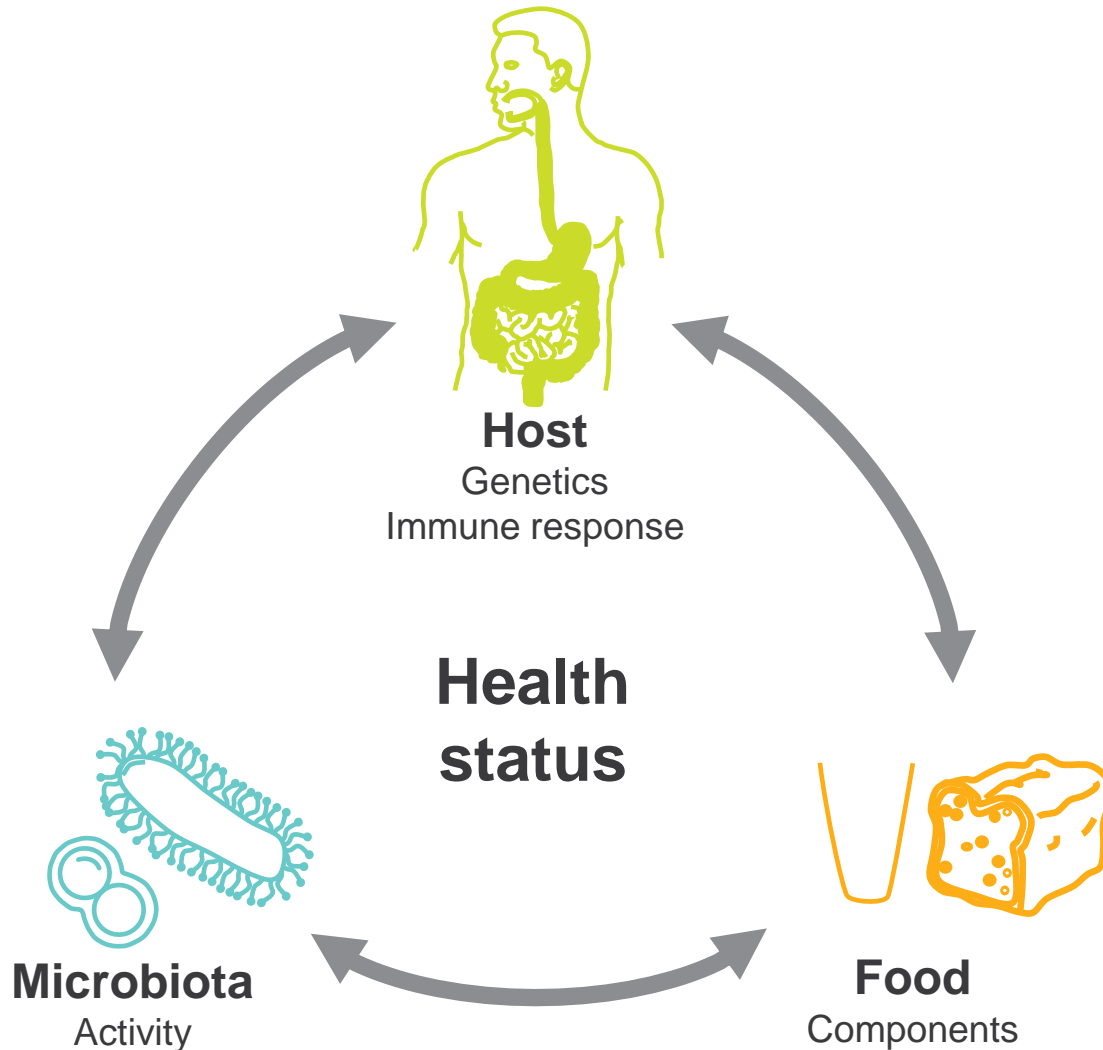 Host
Genetics
Immune response
Health
status
Microbiota
Activity
Food
Components